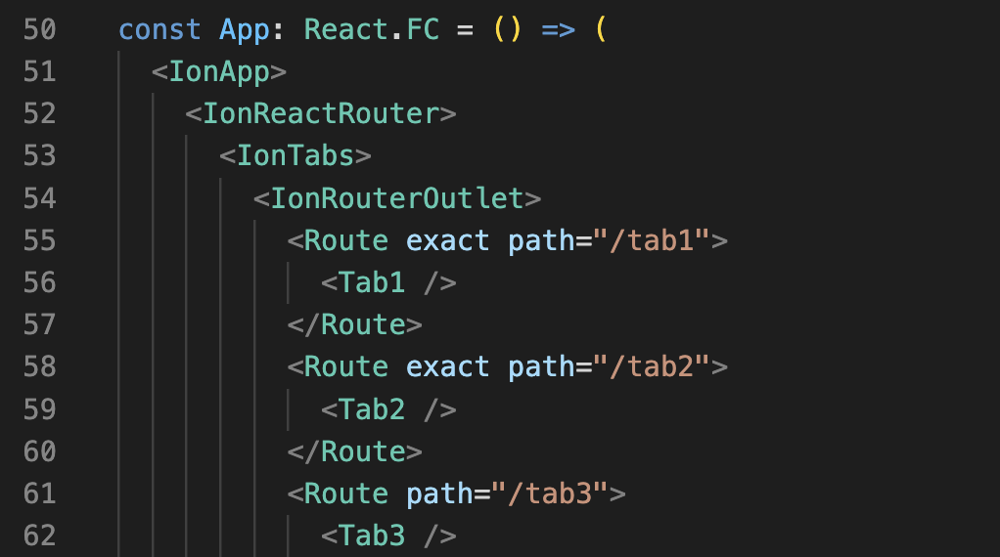 50 const App: React.FC = () => (
51 <IonApp>
52 <IonReactRouter>
53 <IonTabs>
54 <IonRouterOutlet>
55 <Route exact path="/tab1">
56 <Tab1 />
57 </Route>
58 <Route exact path="/tab2">
59 <Tab2 />
60 </Route>
61 <Route path="/tab3">
62 <Tab3 />